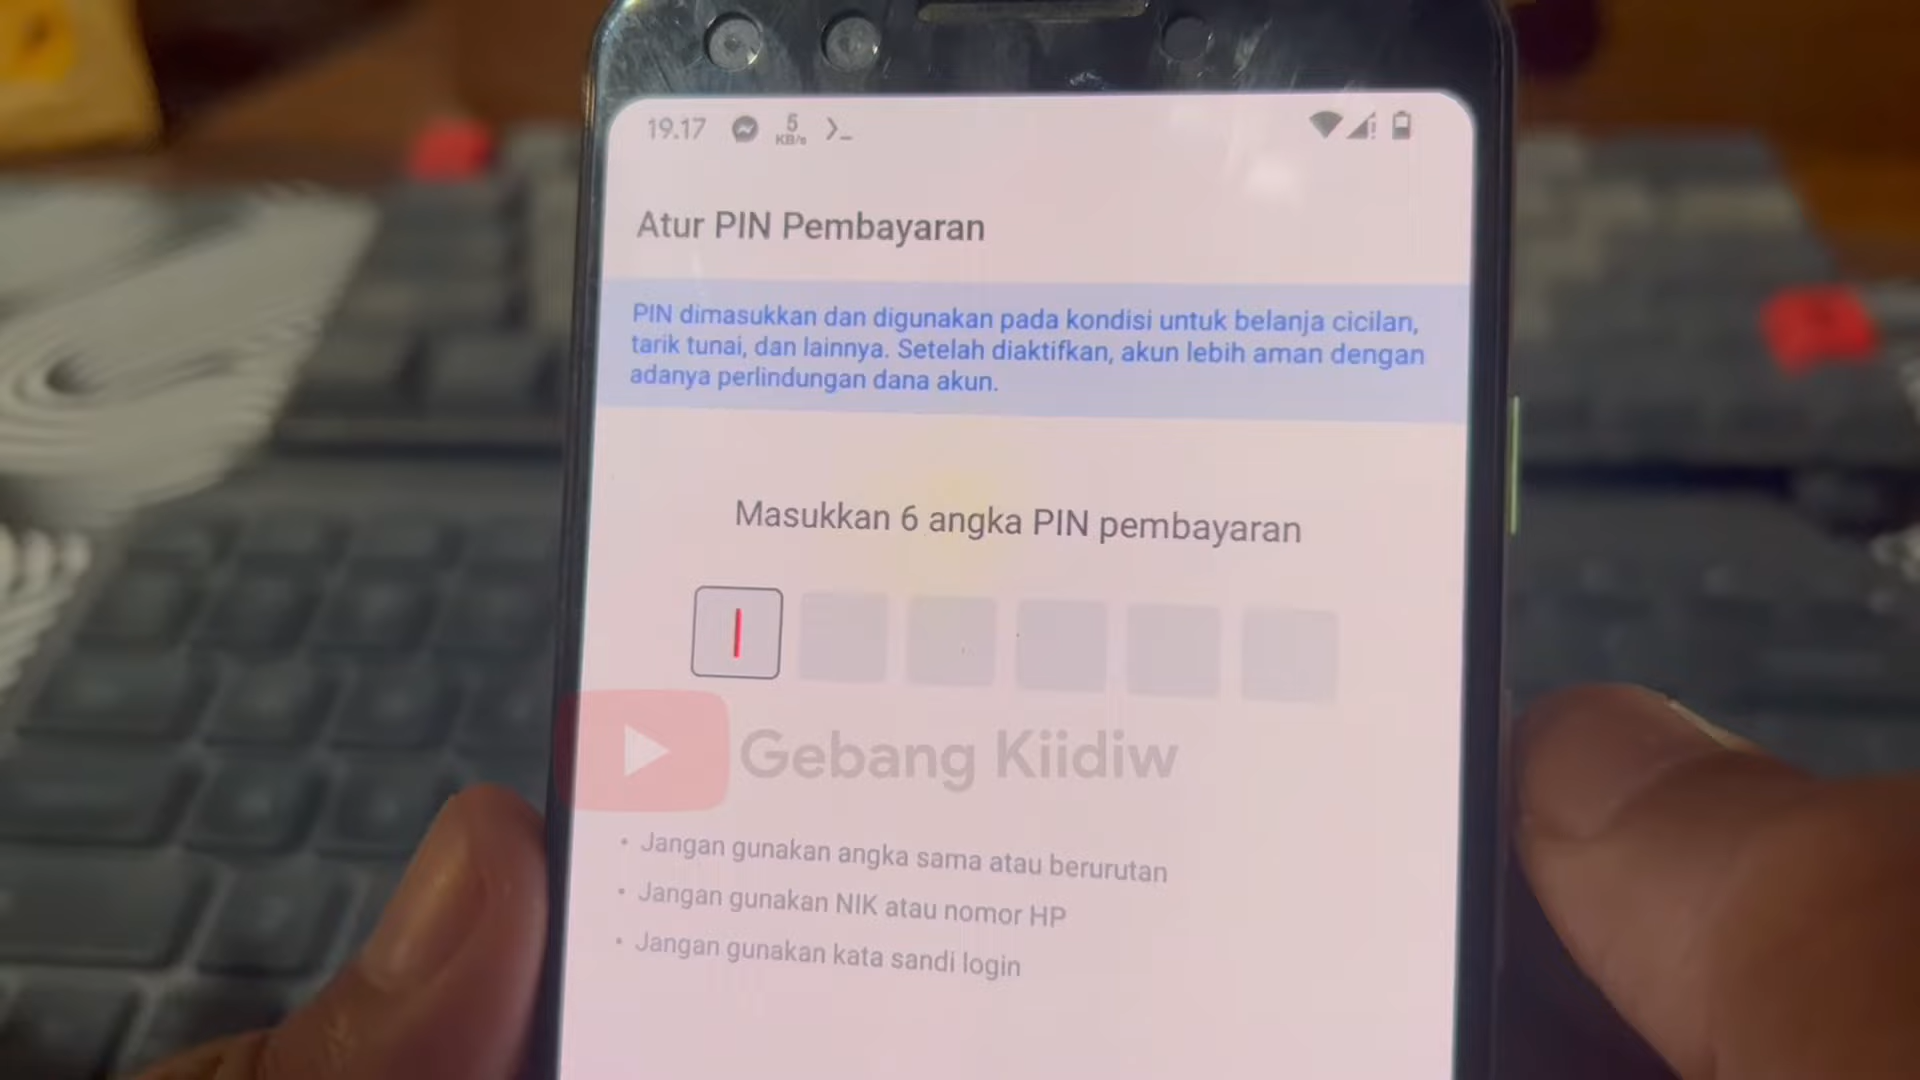 19.17 5 KB/s
Atur PIN Pembayaran
PIN dimasukkan dan digunakan pada kondisi untuk belanja cicilan,
tarik tunai, dan lainnya. Setelah diaktifkan, akun lebih aman dengan
adanya perlindungan dana akun.
Masukkan 6 angka PIN pembayaran
Gebang Kiidiw
• Jangan gunakan angka sama atau berurutan
• Jangan gunakan NIK atau nomor HP
• Jangan gunakan kata sandi login